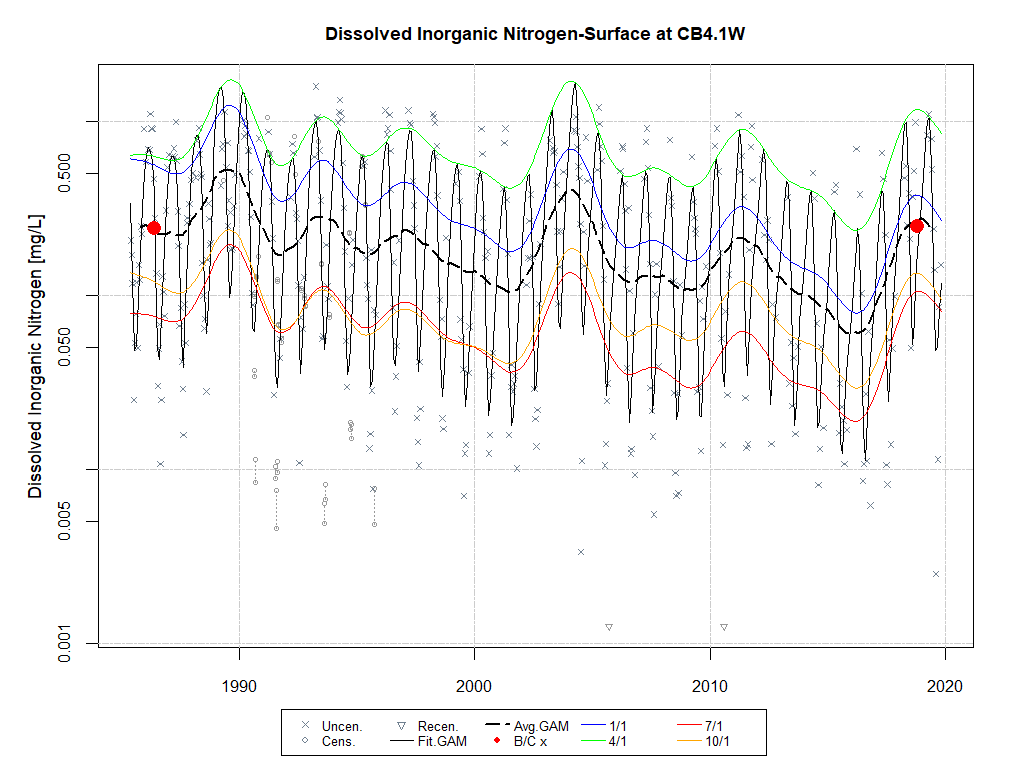 Dissolved Inorganic Nitrogen-Surface at CB4.1W
Dissolved Inorganic Nitrogen [mg/L]
0.500
0.050
0.005
0.001
1990 2000 2010 2020
Uncen. Recen. Avg.GAM 1/1 7/1
Cens. Fit.GAM B/C x 4/1 10/1